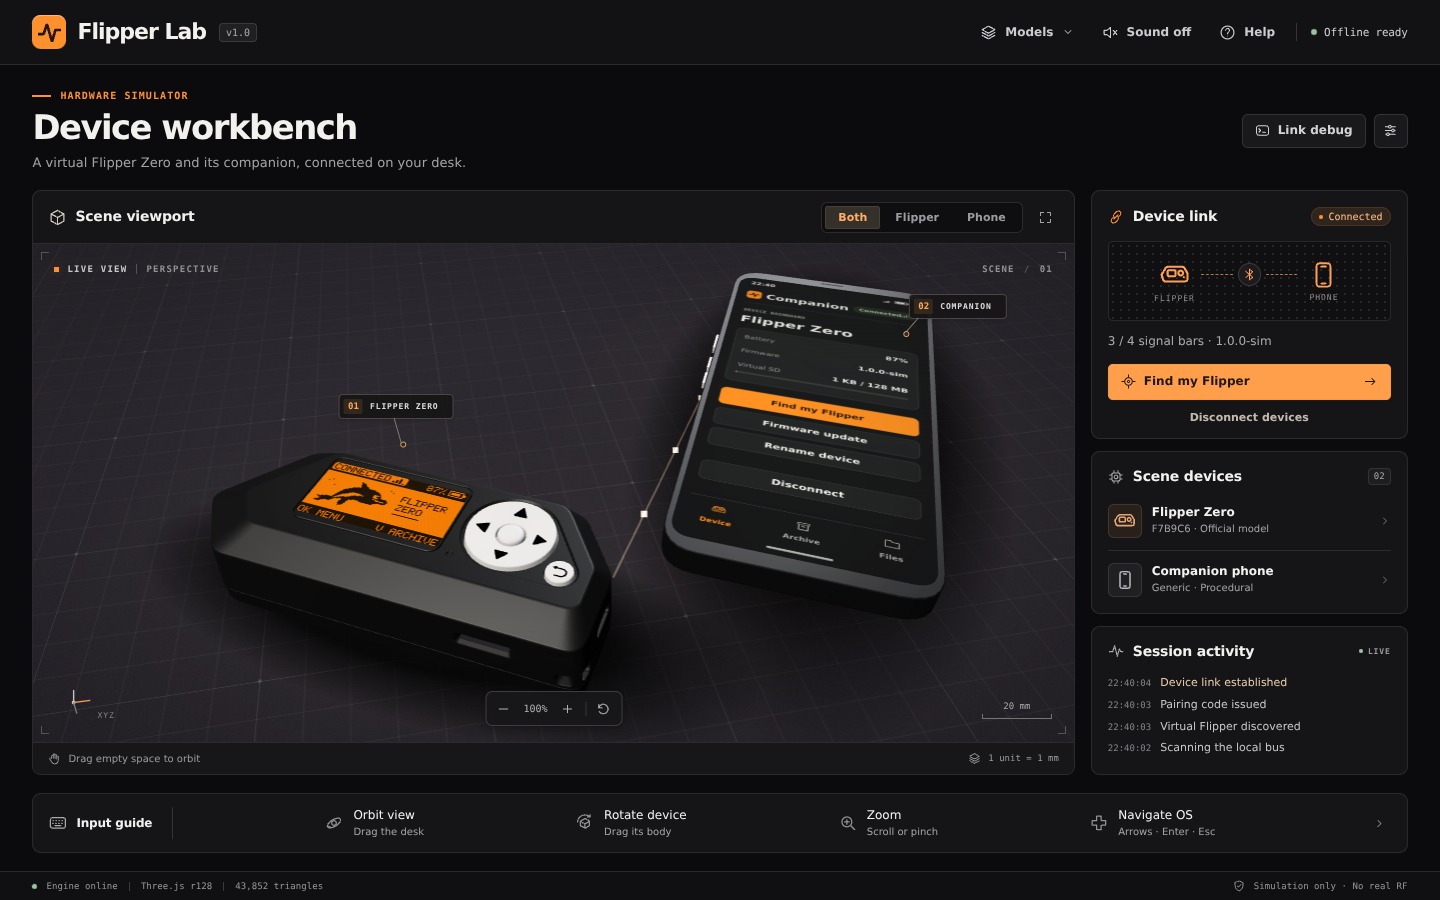 Flipper Lab v1.0
Models
Sound off
Help
Offline ready
HARDWARE SIMULATOR
Device workbench
A virtual Flipper Zero and its companion, connected on your desk.
Link debug
Scene viewport
Both Flipper Phone
LIVE VIEW | PERSPECTIVE
SCENE / 01
01 FLIPPER ZERO
02 COMPANION
CONNECTED
87%
FLIPPER
ZERO
OK MENU
V ARCHIVE
22:40
Companion
Connected
DEVICE DASHBOARD
Flipper Zero
Battery 87%
Firmware 1.0.0-sim
Virtual SD 1 KB / 128 MB
Find my Flipper
Firmware update
Rename device
Disconnect
Device Archive Files
XYZ
100%
20 mm
Drag empty space to orbit
1 unit = 1 mm
Device link
Connected
FLIPPER PHONE
3 / 4 signal bars · 1.0.0-sim
Find my Flipper
Disconnect devices
Scene devices 02
Flipper Zero
F7B9C6 · Official model
Companion phone
Generic · Procedural
Session activity LIVE
22:40:04 Device link established
22:40:03 Pairing code issued
22:40:03 Virtual Flipper discovered
22:40:02 Scanning the local bus
Input guide
Orbit view
Drag the desk
Rotate device
Drag its body
Zoom
Scroll or pinch
Navigate OS
Arrows · Enter · Esc
Engine online | Three.js r128 | 43,852 triangles
Simulation only · No real RF